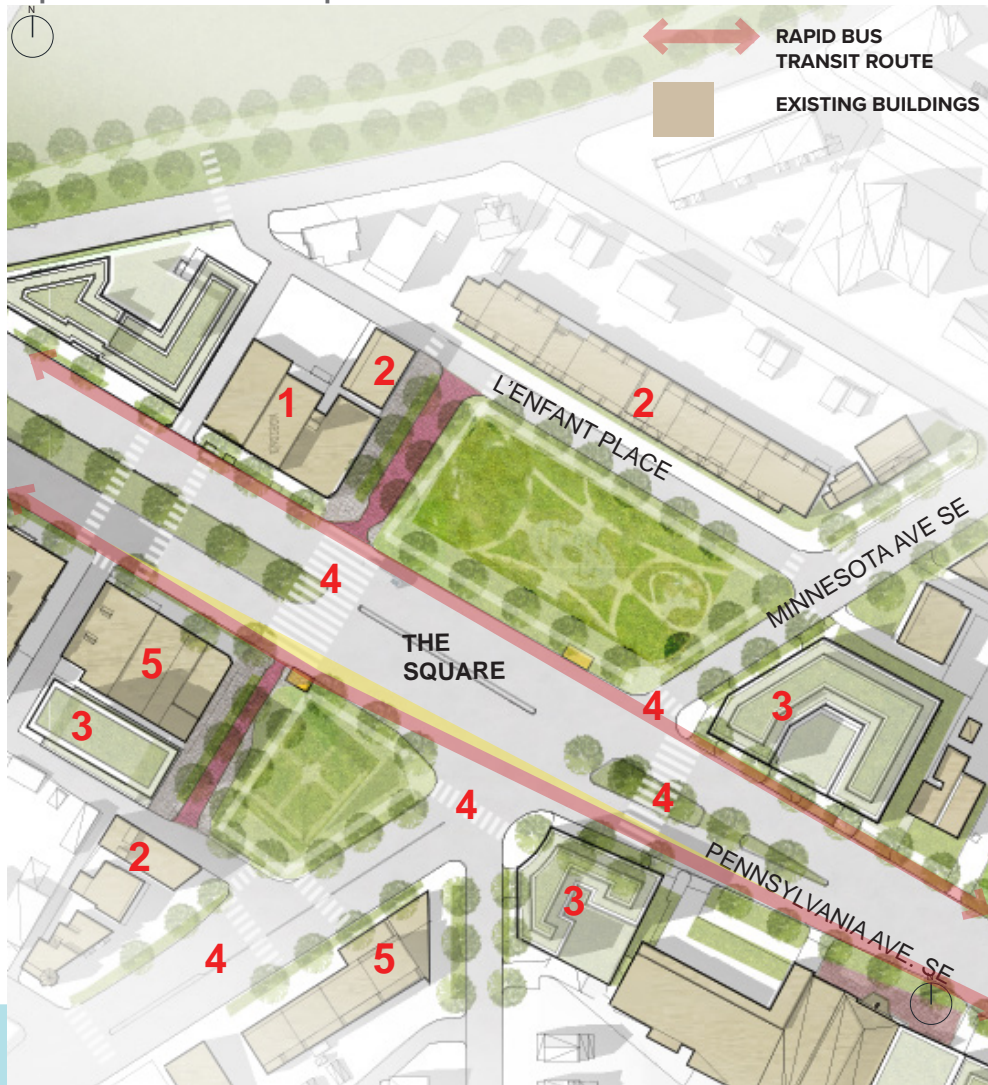 N
RAPID BUS
TRANSIT ROUTE
EXISTING BUILDINGS
2
1
2
L'ENFANT PLACE
MINNESOTA AVE SE
4
THE
SQUARE
5
3
4
3
4
4
2
3
PENNSYLVANIA AVE. SE
4
5